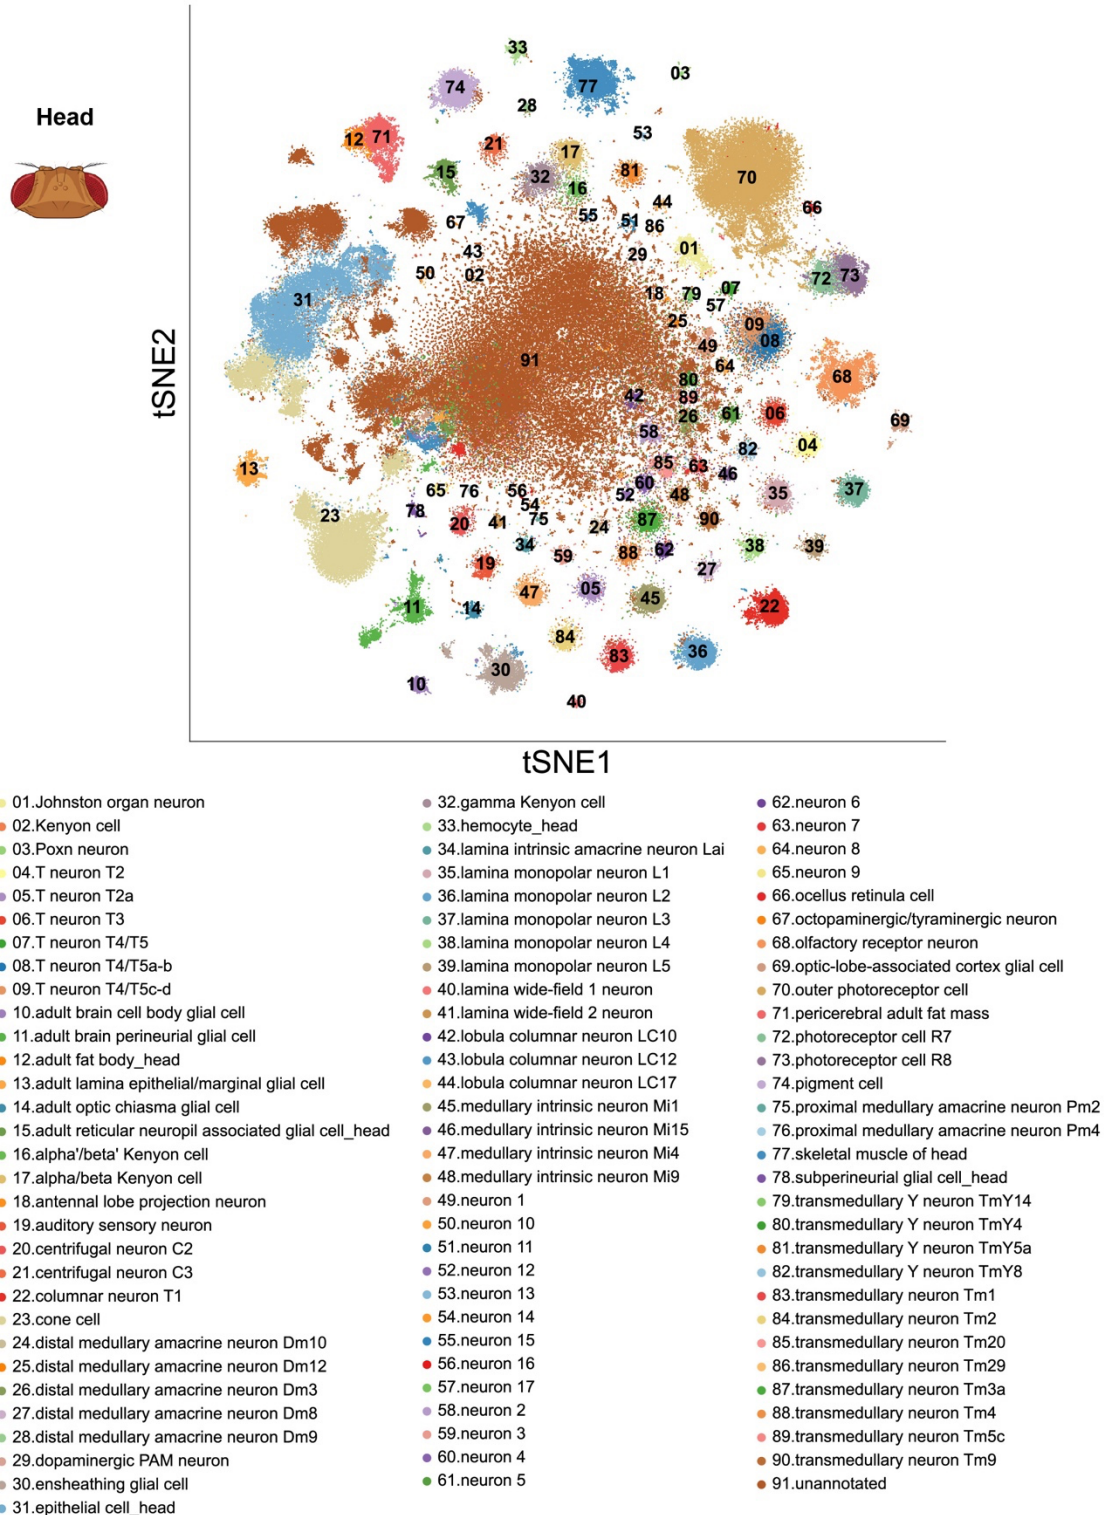 Head
33
77
03
74
28
53
12
71
21
17
15
32
81
16
70
44
66
67
55
51
86
43
01
29
50
02
72
73
31
18
79
07
57
25
09
08
49
91
64
68
80
42
89
26
61
06
69
58
82
04
13
85
63
46
60
65
76
56
52
48
35
37
23
78
54
20
41
75
87
90
24
34
88
62
38
39
59
19
27
47
05
45
11
14
22
84
83
36
30
10
40
tSNE2
tSNE1
01.Johnston organ neuron
02.Kenyon cell
03.Poxn neuron
04.T neuron T2
05.T neuron T2a
06.T neuron T3
07.T neuron T4/T5
08.T neuron T4/T5a-b
09.T neuron T4/T5c-d
10.adult brain cell body glial cell
11.adult brain perineurial glial cell
12.adult fat body_head
13.adult lamina epithelial/marginal glial cell
14.adult optic chiasma glial cell
15.adult reticular neuropil associated glial cell_head
16.alpha'/beta' Kenyon cell
17.alpha/beta Kenyon cell
18.antennal lobe projection neuron
19.auditory sensory neuron
20.centrifugal neuron C2
21.centrifugal neuron C3
22.columnar neuron T1
23.cone cell
24.distal medullary amacrine neuron Dm10
25.distal medullary amacrine neuron Dm12
26.distal medullary amacrine neuron Dm3
27.distal medullary amacrine neuron Dm8
28.distal medullary amacrine neuron Dm9
29.dopaminergic PAM neuron
30.ensheathing glial cell
31.epithelial cell_head
32.gamma Kenyon cell
33.hemocyte_head
34.lamina intrinsic amacrine neuron Lai
35.lamina monopolar neuron L1
36.lamina monopolar neuron L2
37.lamina monopolar neuron L3
38.lamina monopolar neuron L4
39.lamina monopolar neuron L5
40.lamina wide-field 1 neuron
41.lamina wide-field 2 neuron
42.lobula columnar neuron LC10
43.lobula columnar neuron LC12
44.lobula columnar neuron LC17
45.medullary intrinsic neuron Mi1
46.medullary intrinsic neuron Mi15
47.medullary intrinsic neuron Mi4
48.medullary intrinsic neuron Mi9
49.neuron 1
50.neuron 10
51.neuron 11
52.neuron 12
53.neuron 13
54.neuron 14
55.neuron 15
56.neuron 16
57.neuron 17
58.neuron 2
59.neuron 3
60.neuron 4
61.neuron 5
62.neuron 6
63.neuron 7
64.neuron 8
65.neuron 9
66.ocellus retinula cell
67.octopaminergic/tyraminergic neuron
68.olfactory receptor neuron
69.optic-lobe-associated cortex glial cell
70.outer photoreceptor cell
71.pericerebral adult fat mass
72.photoreceptor cell R7
73.photoreceptor cell R8
74.pigment cell
75.proximal medullary amacrine neuron Pm2
76.proximal medullary amacrine neuron Pm4
77.skeletal muscle of head
78.subperineurial glial cell_head
79.transmedullary Y neuron TmY14
80.transmedullary Y neuron TmY4
81.transmedullary Y neuron TmY5a
82.transmedullary Y neuron TmY8
83.transmedullary neuron Tm1
84.transmedullary neuron Tm2
85.transmedullary neuron Tm20
86.transmedullary neuron Tm29
87.transmedullary neuron Tm3a
88.transmedullary neuron Tm4
89.transmedullary neuron Tm5c
90.transmedullary neuron Tm9
91.unannotated